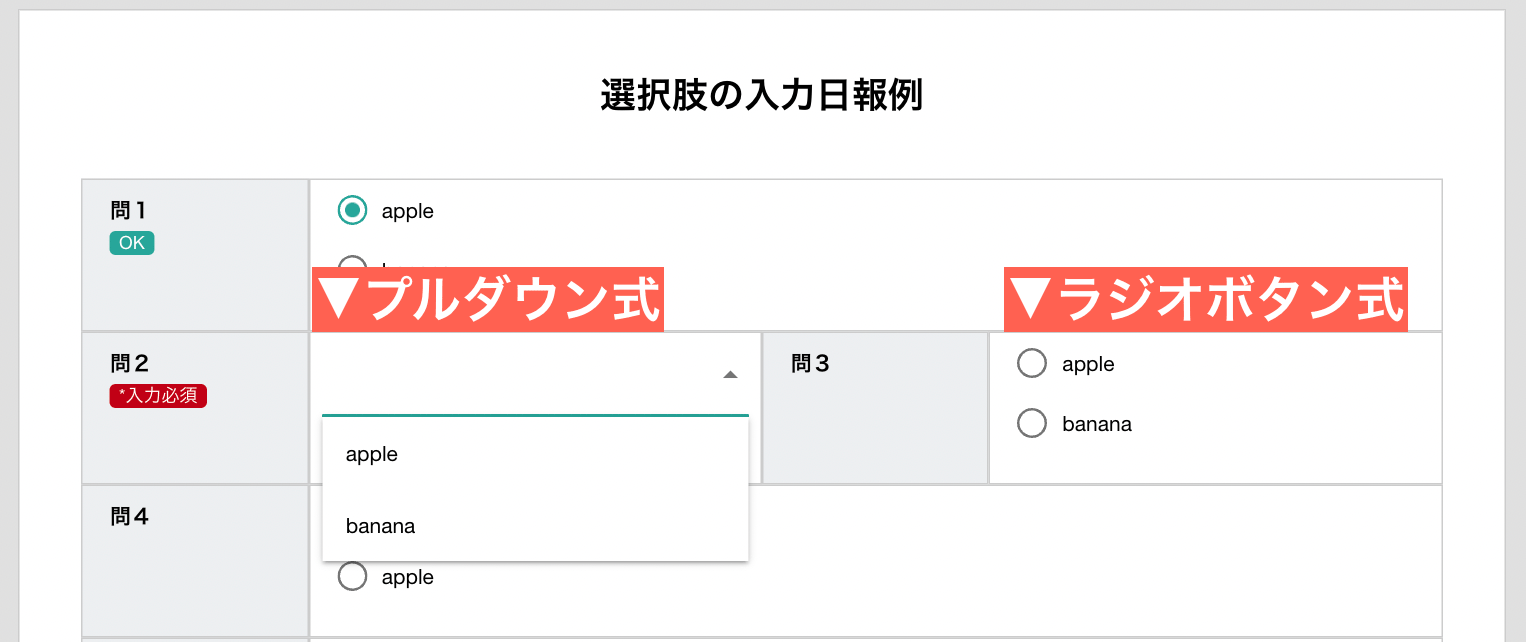 選択肢の入力日報例
問１
OK
apple
▼プルダウン式
▼ラジオボタン式
問２
*入力必須
apple
banana
問３
apple
banana
問４
apple